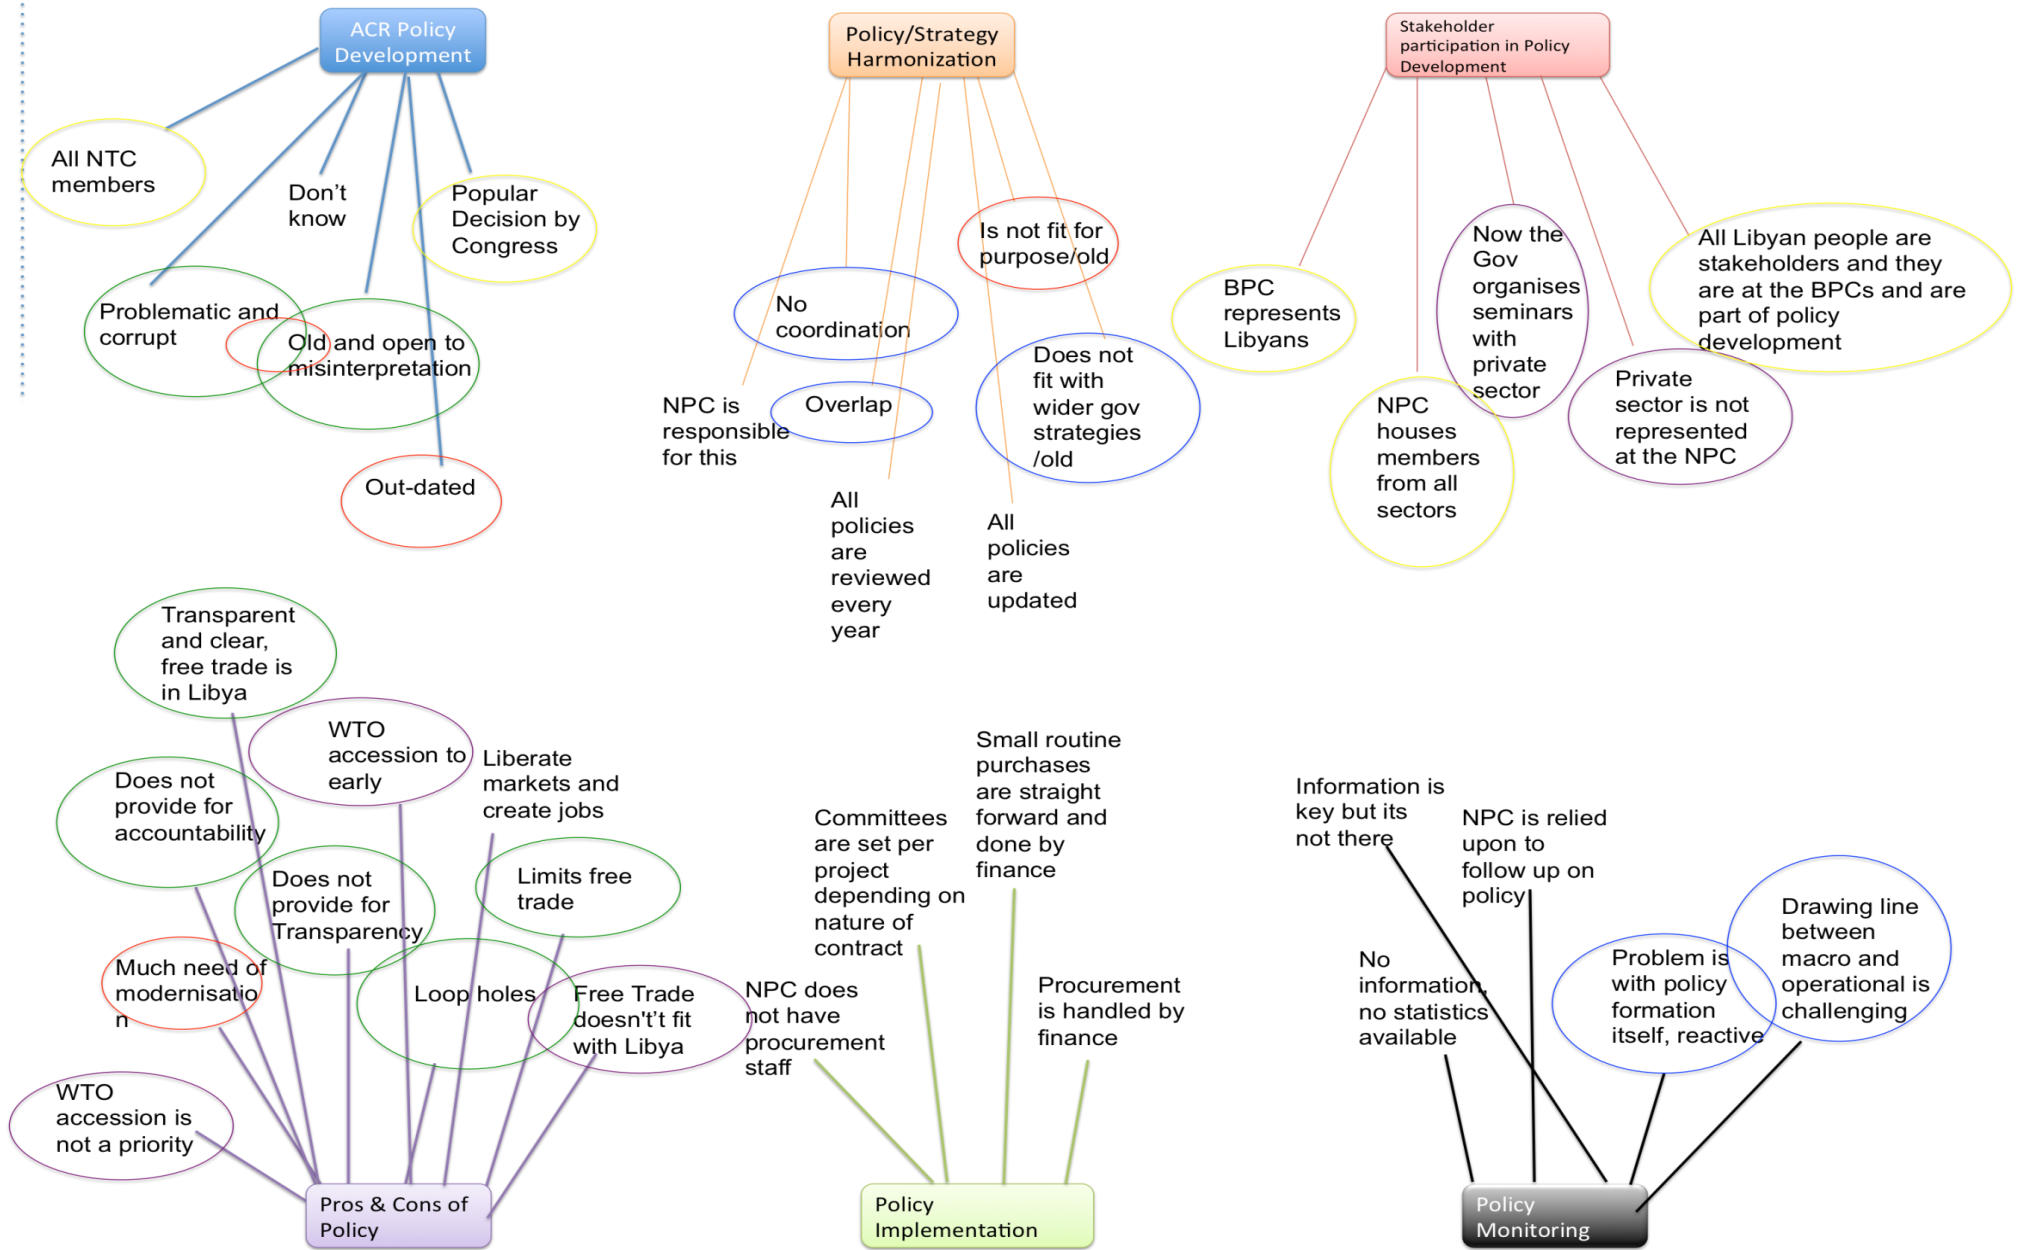 ACR Policy
Development
Policy/Strategy
Harmonization
Stakeholder
participation in Policy
Development
All NTC
members
Don't
know
Popular
Decision by
Congress
Problematic and
corrupt
Old and open to
misinterpretation
Out-dated
Is not fit for
purpose/old
No
coordination
Does not
fit with
wider gov
strategies
/old
NPC is
responsible
for this
Overlap
All
policies
are
reviewed
every
year
All
policies
are
updated
BPC
represents
Libyans
Now the
Gov
organises
seminars
with
private
sector
All Libyan people are
stakeholders and they
are at the BPCs and are
part of policy
development
NPC
houses
members
from all
sectors
Private
sector is not
represented
at the NPC
Transparent
and clear,
free trade is
in Libya
WTO
accession to
early
Liberate
markets and
create jobs
Does not
provide for
accountability
Does not
provide for
Transparency
Limits free
trade
Much need of
modernisatio
n
Loop holes
Free Trade
doesn't't fit
with Libya
WTO
accession is
not a priority
Pros & Cons of
Policy
Small routine
purchases
are straight
forward and
done by
finance
Committees
are set per
project
depending on
nature of
contract
NPC does
not have
procurement
staff
Procurement
is handled by
finance
Policy
Implementation
Information is
key but its
not there
NPC is relied
upon to
follow up on
policy
No
information,
no statistics
available
Problem is
with policy
formation
itself, reactive
Drawing line
between
macro and
operational is
challenging
Policy
Monitoring